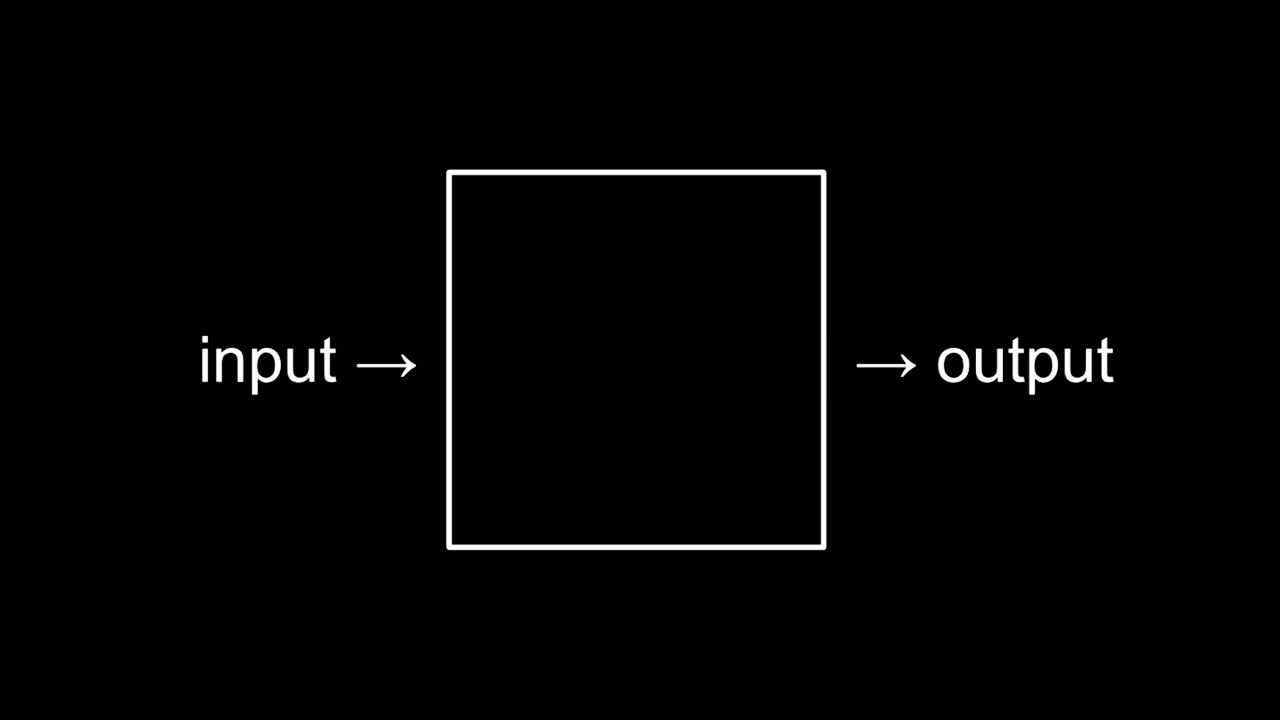 input → → output